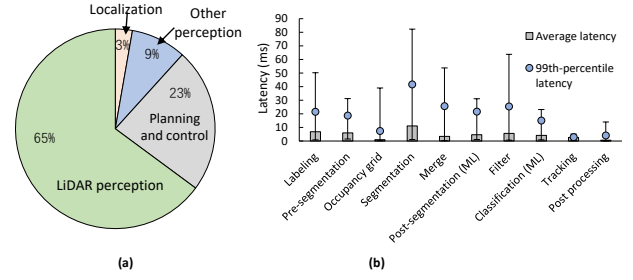 Localization
Other
perception
3%
9%
23%
Planning
and control
65%
LiDAR perception
(a)
Latency (ms)
90
80
70
60
50
40
30
20
10
0
Average latency
99th-percentile
latency
Labeling
Pre-segmentation
Occupancy grid
Segmentation
Merge
Post-segmentation (ML)
Filter
Classification (ML)
Tracking
Post processing
(b)